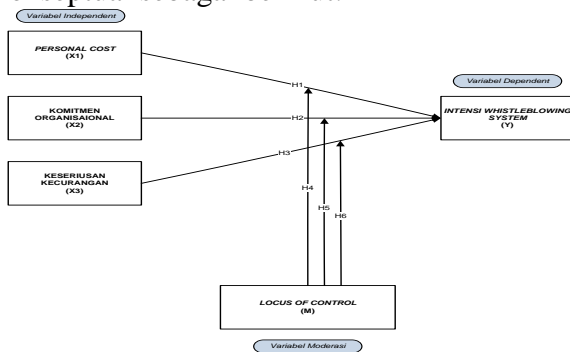 Variabel Independent
PERSONAL COST
(X1)
H1
Variabel Dependent
KOMITMEN
ORGANISAIONAL
(X2)
H2
INTENSI WHISTLEBLOWING
SYSTEM
(Y)
KESERIUSAN
KECURANGAN
(X3)
H3
H4
H5
H6
LOCUS OF CONTROL
(M)
Variabel Moderasi